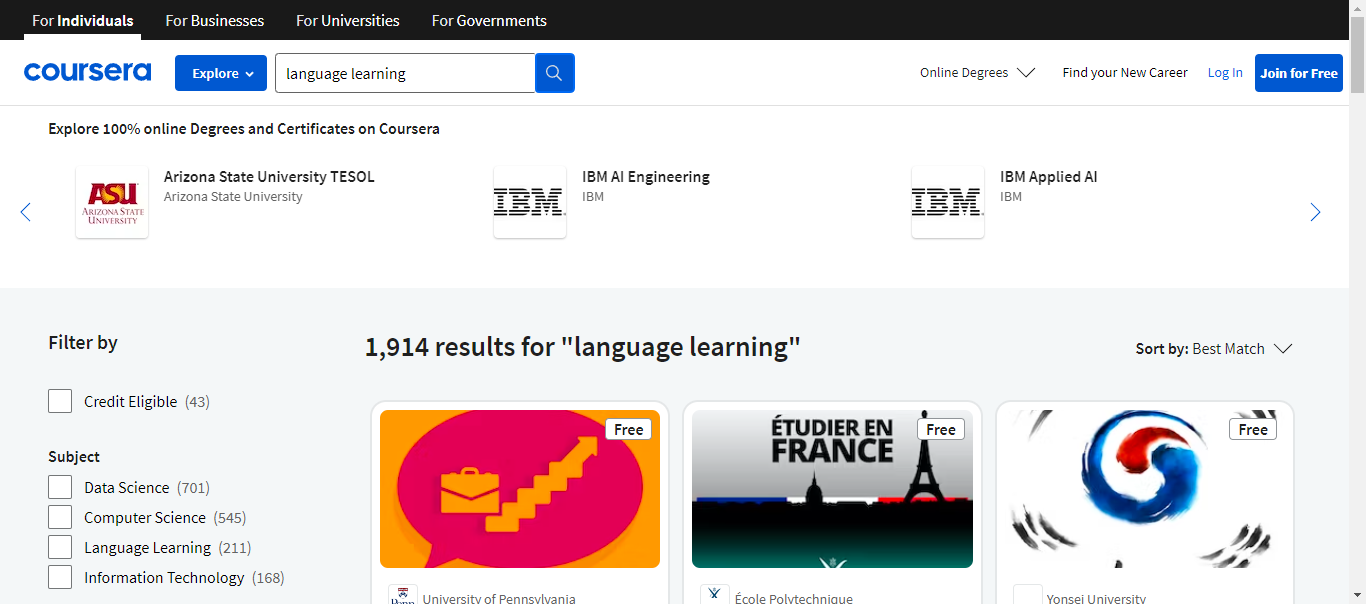 For Individuals For Businesses For Universities For Governments
coursera Explore language learning Online Degrees Find your New Career Log In Join for Free
Explore 100% online Degrees and Certificates on Coursera
ASU
ARIZONA STATE
UNIVERSITY
Arizona State University TESOL
Arizona State University
IBM
IBM AI Engineering
IBM
IBM
IBM Applied AI
IBM
Filter by
Credit Eligible (43)
Subject
Data Science (701)
Computer Science (545)
Language Learning (211)
Information Technology (168)
1,914 results for "language learning"
Sort by: Best Match
Free
ÉTUDIER EN
FRANCE
Free
Free
Penn University of Pennsylvania
École Polytechnique
Yonsei University